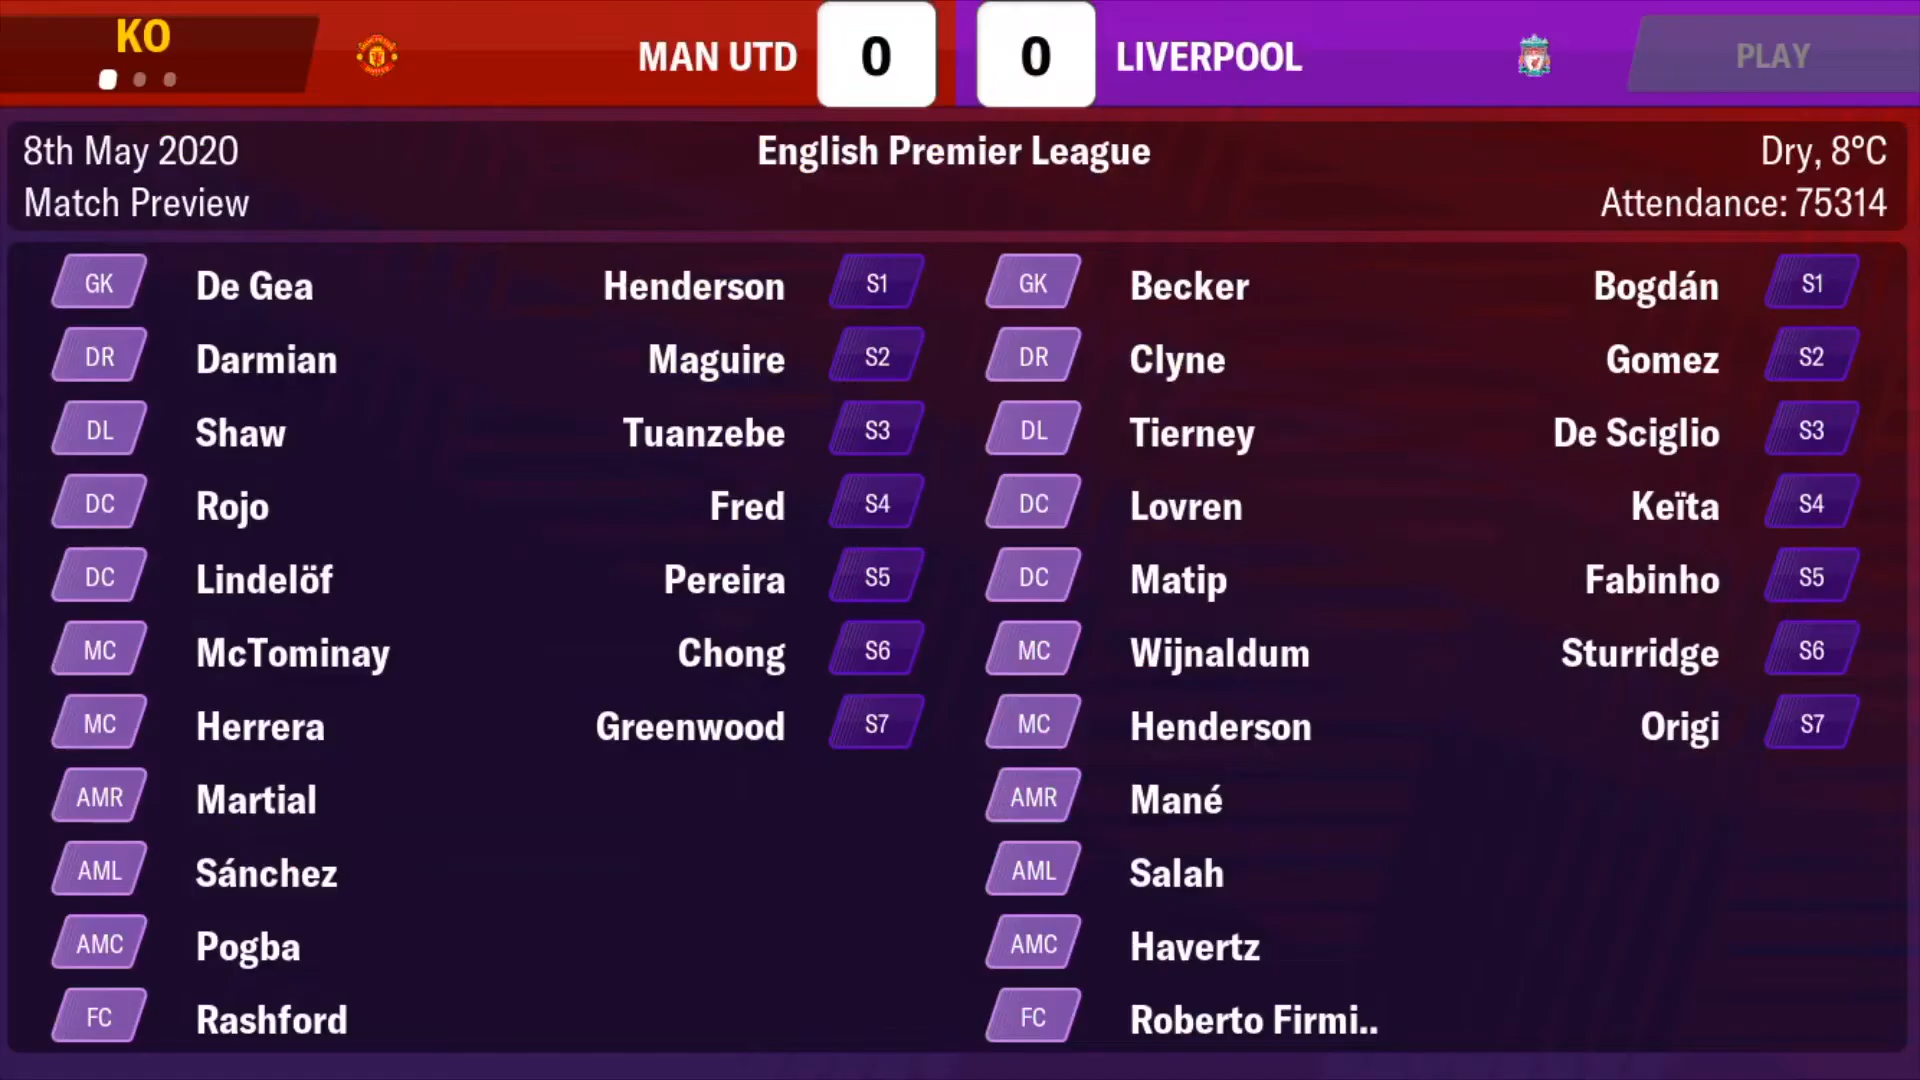 KO
MAN UTD 0 0 LIVERPOOL
PLAY
8th May 2020 English Premier League Dry, 8°C
Match Preview Attendance: 75314
GK De Gea Henderson S1 GK Becker Bogdán S1
DR Darmian Maguire S2 DR Clyne Gomez S2
DL Shaw Tuanzebe S3 DL Tierney De Sciglio S3
DC Rojo Fred S4 DC Lovren Keïta S4
DC Lindelöf Pereira S5 DC Matip Fabinho S5
MC McTominay Chong S6 MC Wijnaldum Sturridge S6
MC Herrera Greenwood S7 MC Henderson Origi S7
AMR Martial AMR Mané
AML Sánchez AML Salah
AMC Pogba AMC Havertz
FC Rashford FC Roberto Firmi..